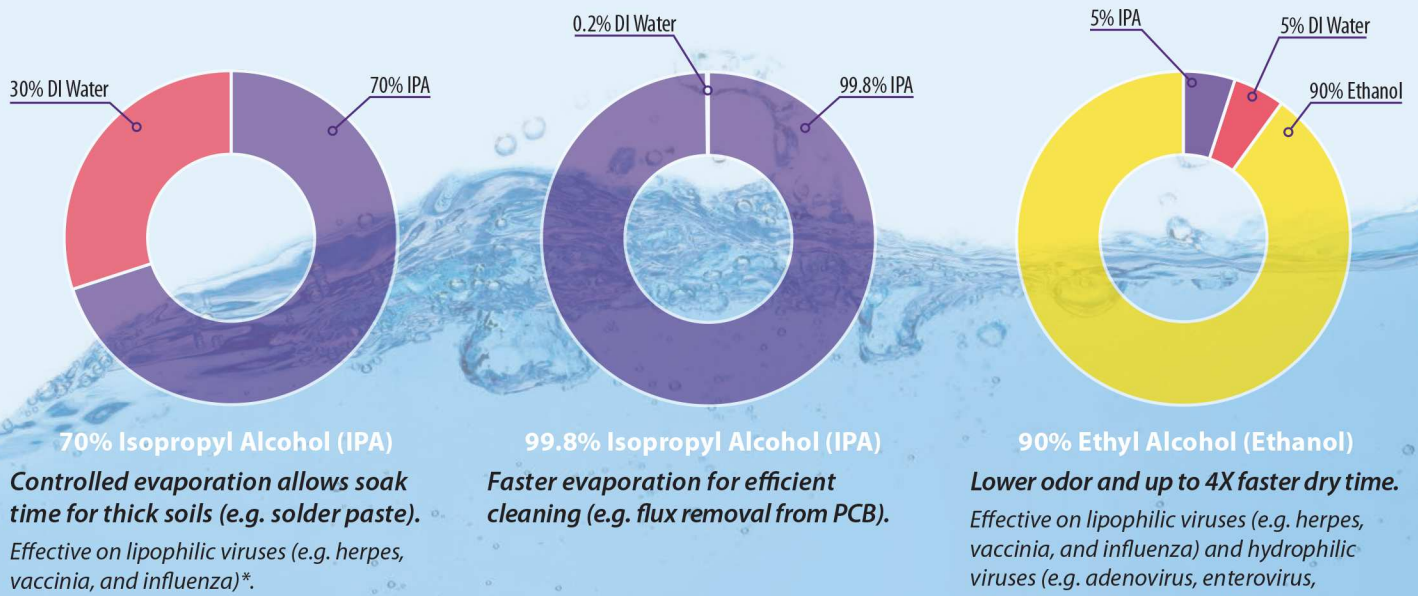 30% DI Water
70% IPA
0.2% DI Water
99.8% IPA
5% IPA
5% DI Water
90% Ethanol
70% Isopropyl Alcohol (IPA)
Controlled evaporation allows soak
time for thick soils (e.g. solder paste).
Effective on lipophilic viruses (e.g. herpes,
vaccinia, and influenza)*.
99.8% Isopropyl Alcohol (IPA)
Faster evaporation for efficient
cleaning (e.g. flux removal from PCB).
90% Ethyl Alcohol (Ethanol)
Lower odor and up to 4X faster dry time.
Effective on lipophilic viruses (e.g. herpes,
vaccinia, and influenza) and hydrophilic
viruses (e.g. adenovirus, enterovirus,